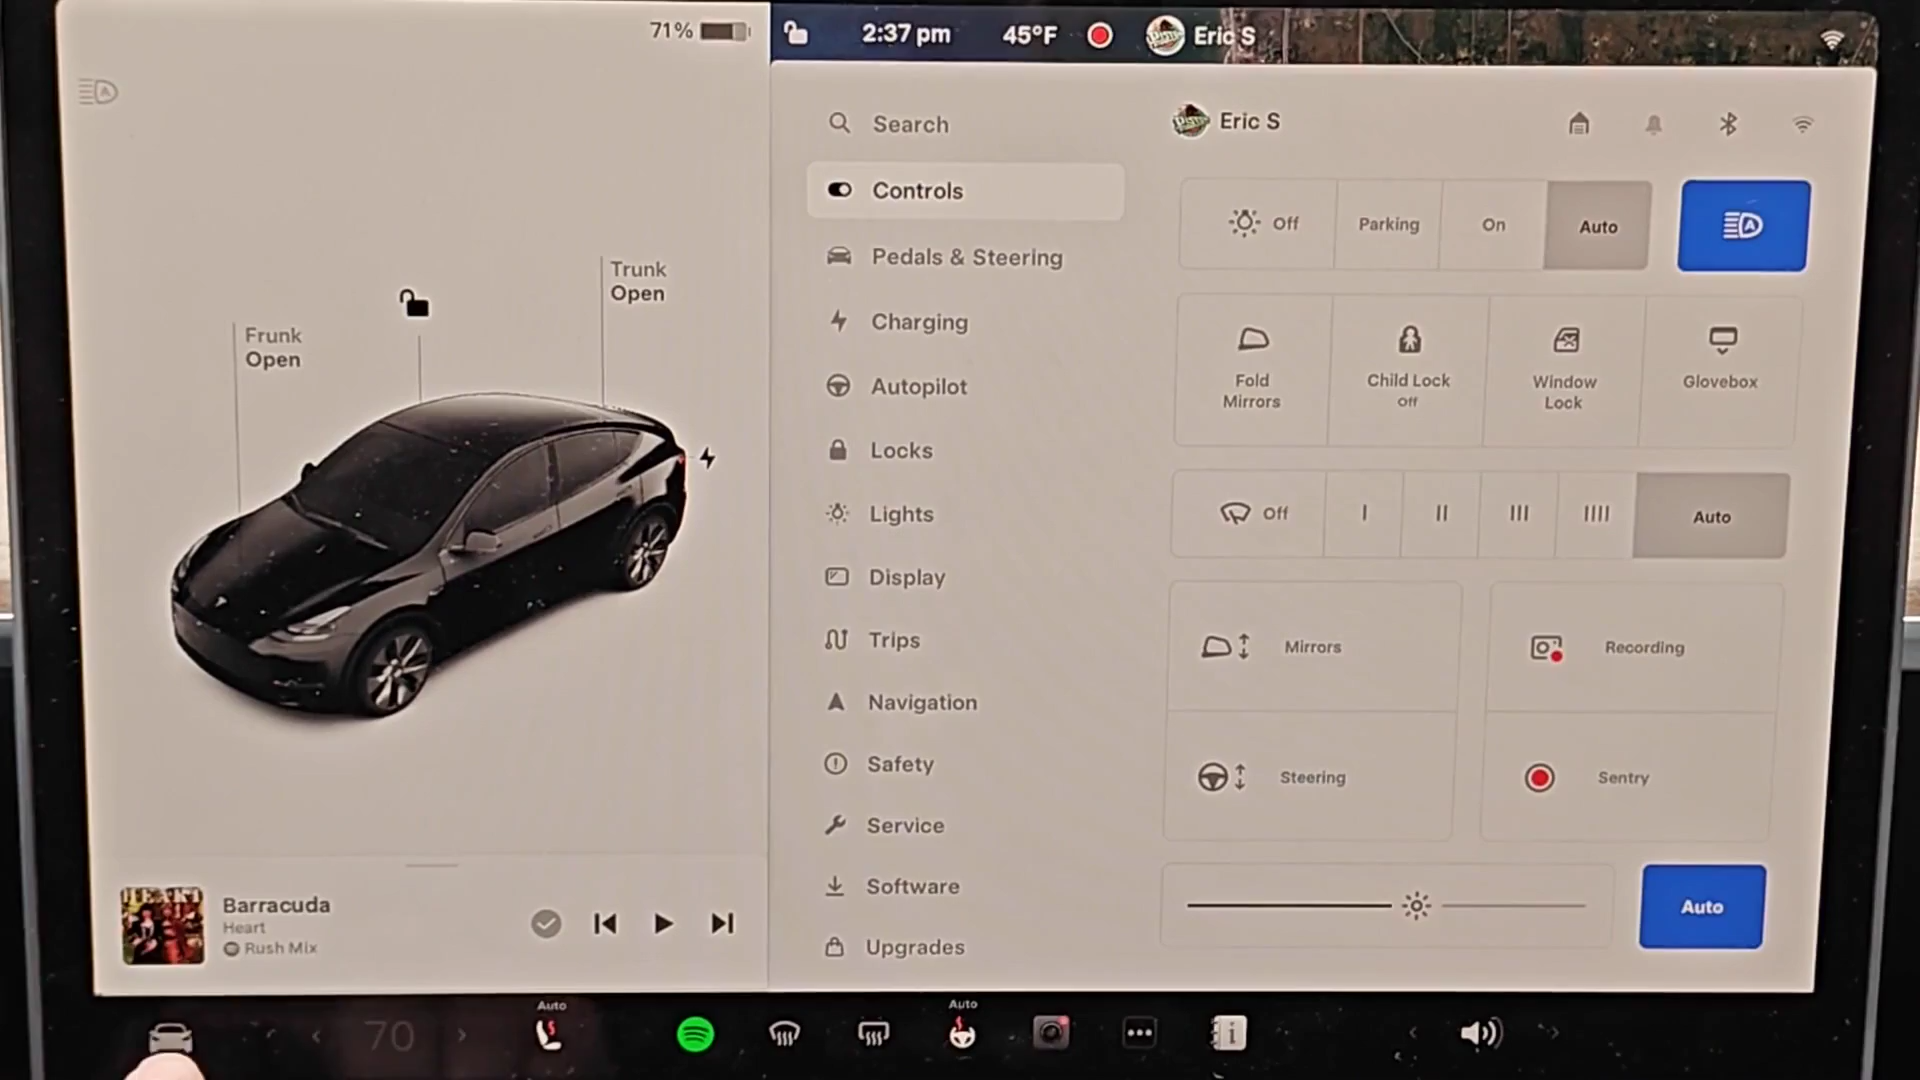 71%
2:37 pm
45°F
Eric S
Search
Controls
Pedals & Steering
Charging
Autopilot
Locks
Lights
Display
Trips
Navigation
Safety
Service
Software
Upgrades
Eric S
Off
Parking
On
Auto
Fold
Mirrors
Child Lock
Off
Window
Lock
Glovebox
Off
I
II
III
IIII
Auto
Mirrors
Recording
Steering
Sentry
Auto
Trunk
Open
Frunk
Open
Barracuda
Heart
Rush Mix
70
Auto
Auto